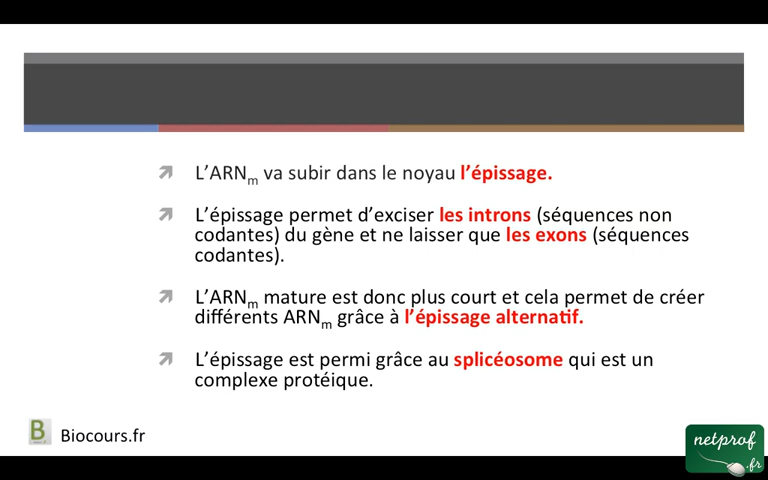 L'ARNm va subir dans le noyau l'épissage.
L'épissage permet d'exciser les introns (séquences non
codantes) du gène et ne laisser que les exons (séquences
codantes).
L'ARNm mature est donc plus court et cela permet de créer
différents ARNm grâce à l'épissage alternatif.
L'épissage est permi grâce au splicéosome qui est un
complexe protéique.
B
Biocours.fr
netprof
.fr